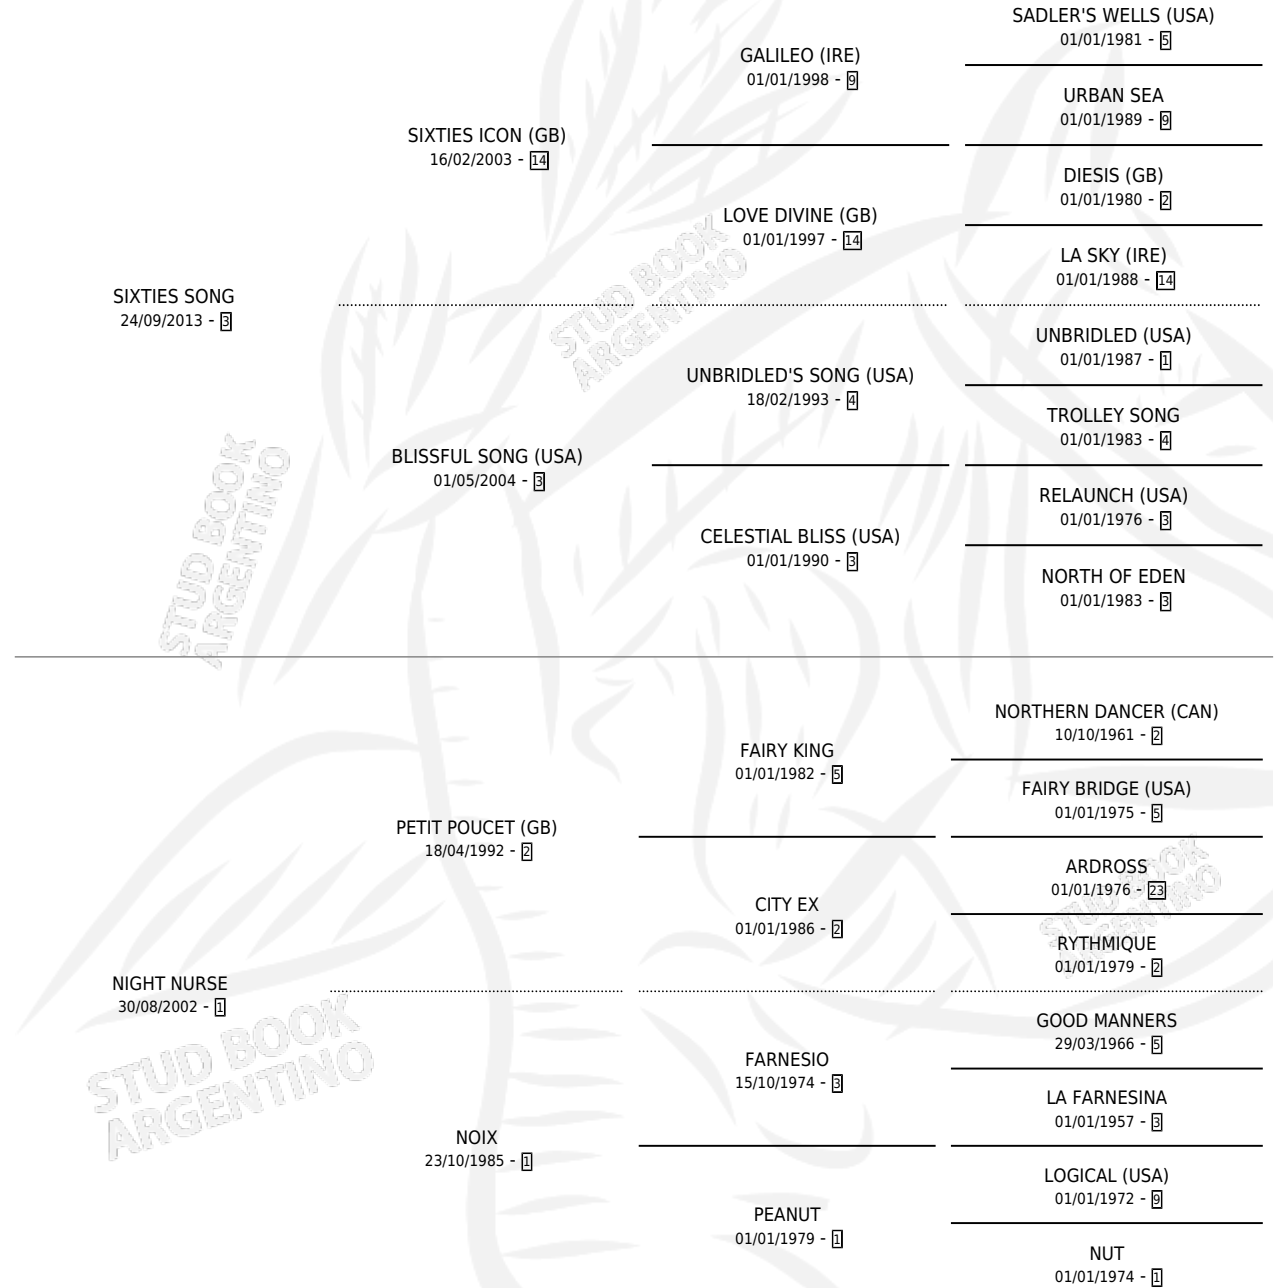 SADLER'S WELLS (USA)
01/01/1981 - 5
GALILEO (IRE)
01/01/1998 - 9
URBAN SEA
01/01/1989 - 9
SIXTIES ICON (GB)
16/02/2003 - 14
DIESIS (GB)
01/01/1980 - 2
LOVE DIVINE (GB)
01/01/1997 - 14
LA SKY (IRE)
01/01/1988 - 14
STUD BOOK
ARGENTINO
SIXTIES SONG
24/09/2013 - 3
UNBRIDLED (USA)
01/01/1987 - 1
UNBRIDLED'S SONG (USA)
18/02/1993 - 4
TROLLEY SONG
01/01/1983 - 4
BLISSFUL SONG (USA)
01/05/2004 - 3
RELAUNCH (USA)
01/01/1976 - 3
CELESTIAL BLISS (USA)
01/01/1990 - 3
NORTH OF EDEN
01/01/1983 - 3
STUD BOOK
ARGENTINO
NORTHERN DANCER (CAN)
10/10/1961 - 2
FAIRY KING
01/01/1982 - 5
FAIRY BRIDGE (USA)
01/01/1975 - 5
PETIT POUCET (GB)
18/04/1992 - 2
ARDROSS
01/01/1976 - 23
CITY EX
01/01/1986 - 2
STUD BOOK
ARGENTINO
RYTHMIQUE
01/01/1979 - 2
NIGHT NURSE
30/08/2002 - 1
GOOD MANNERS
29/03/1966 - 5
FARNESIO
15/10/1974 - 3
LA FARNESINA
01/01/1957 - 3
STUD BOOK
ARGENTINO
NOIX
23/10/1985 - 1
LOGICAL (USA)
01/01/1972 - 9
PEANUT
01/01/1979 - 1
NUT
01/01/1974 - 1